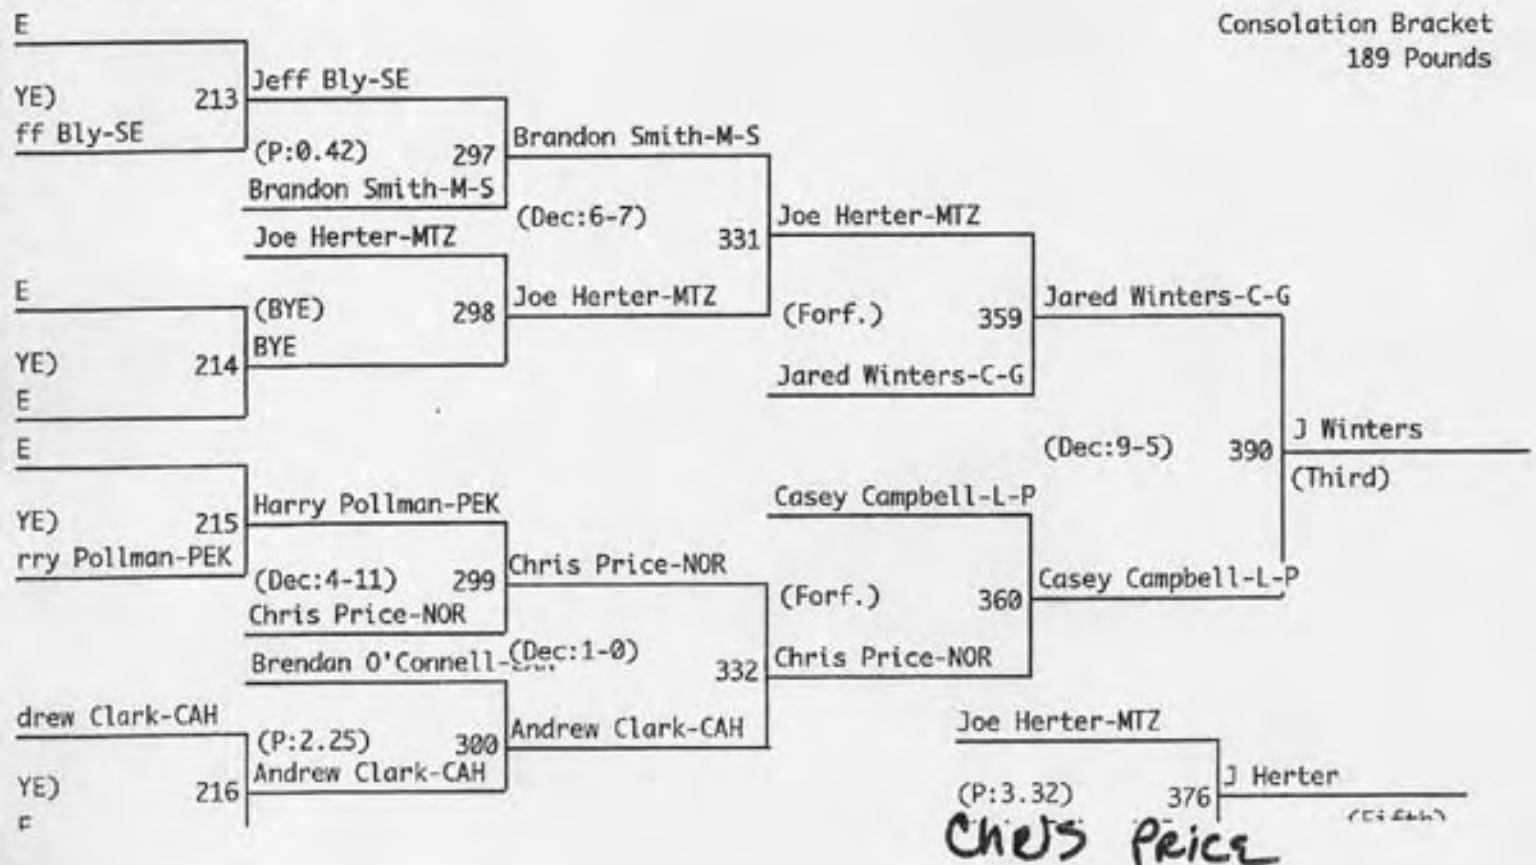 E
Consolation Bracket
189 Pounds
Jeff Bly-SE
YE) 213
ff Bly-SE
Brandon Smith-M-S
(P:0.42) 297
Brandon Smith-M-S
(Dec:6-7)
Joe Herter-MTZ
Joe Herter-MTZ
331
E
(BYE) 298
Joe Herter-MTZ
Jared Winters-C-G
(Forf.) 359
BYE
YE) 214
Jared Winters-C-G
E
J Winters
E
(Dec:9-5) 390
(Third)
Harry Pollman-PEK
Casey Campbell-L-P
YE) 215
rry Pollman-PEK
Chris Price-NOR
(Dec:4-11) 299
Casey Campbell-L-P
(Forf.) 360
Chris Price-NOR
(Dec:1-0)
Brendan O'Connell-
332
Chris Price-NOR
drew Clark-CAH
Andrew Clark-CAH
Joe Herter-MTZ
(P:2.25) 300
Andrew Clark-CAH
J Herter
YE) 216
(P:3.32) 376
Chris Price